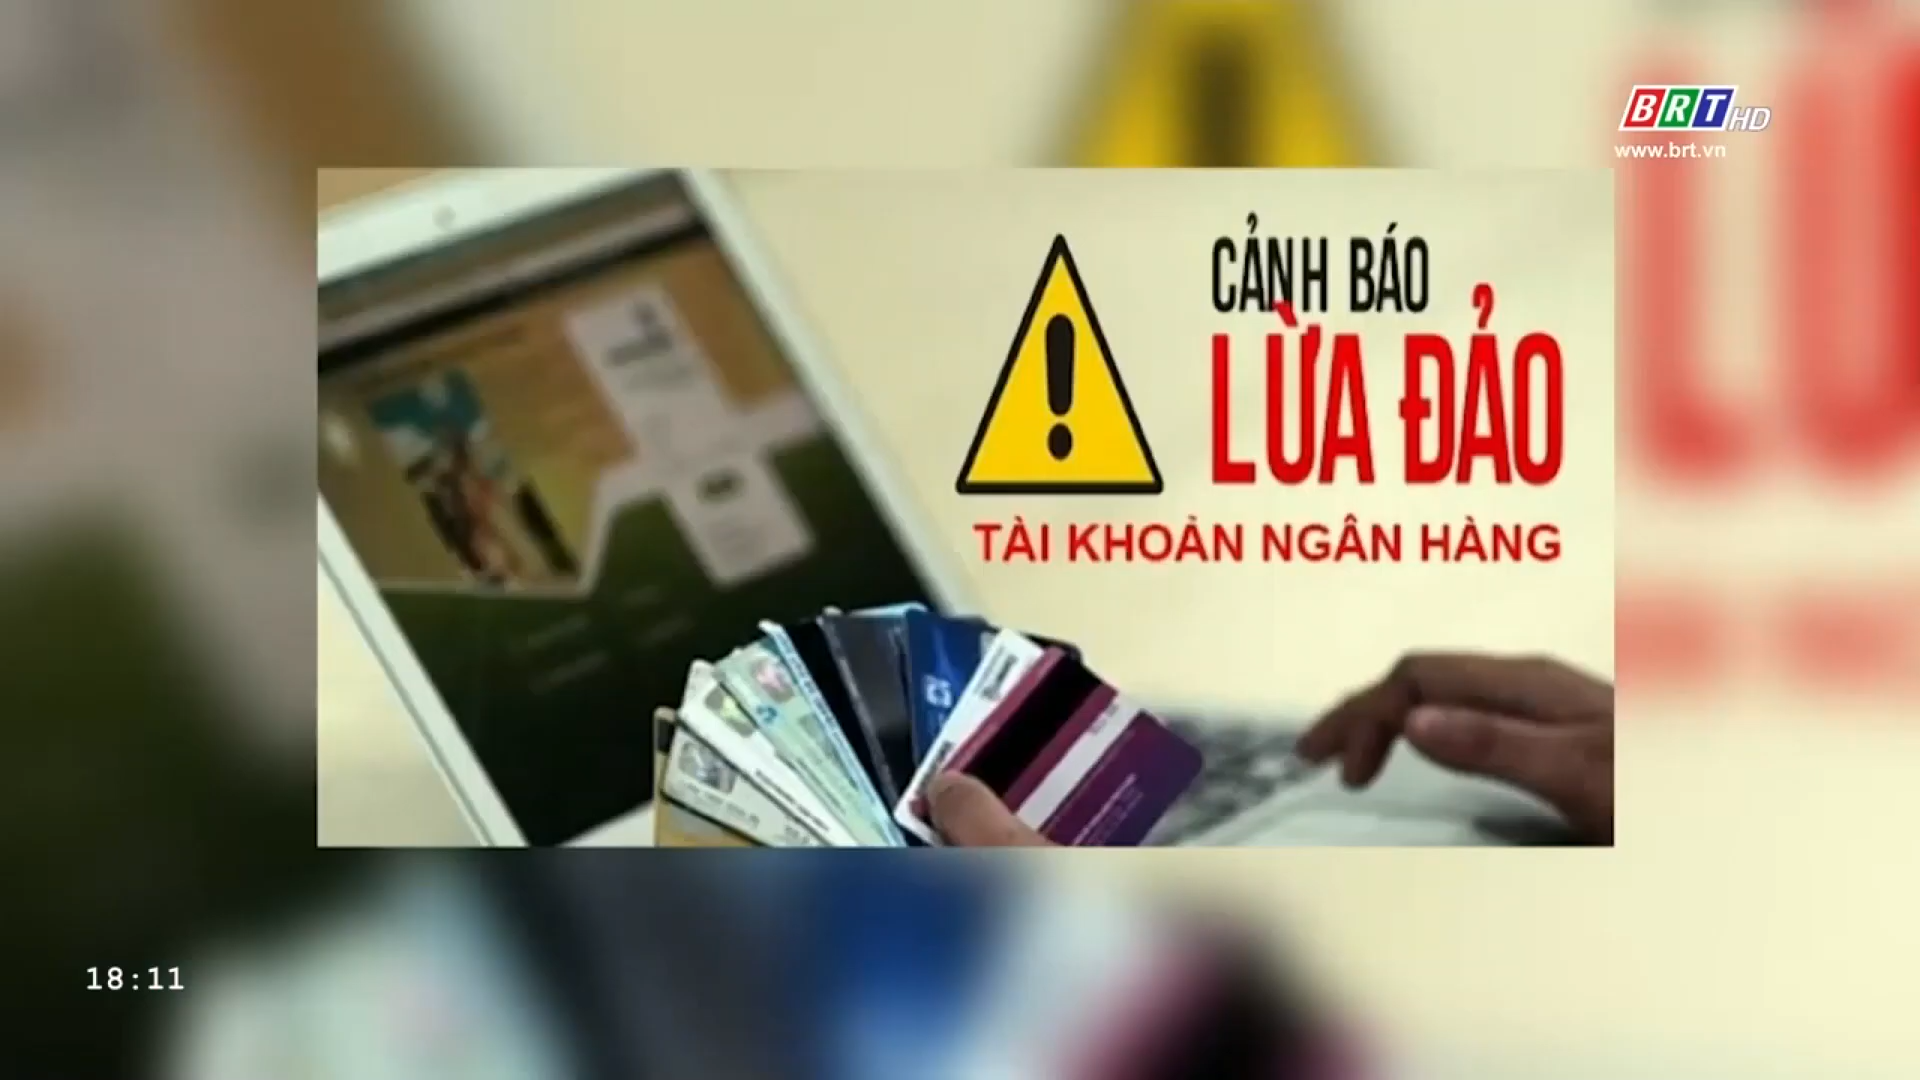 BRT HD
www.brt.vn
CẢNH BÁO
LỪA ĐẢO
TÀI KHOẢN NGÂN HÀNG
18:11